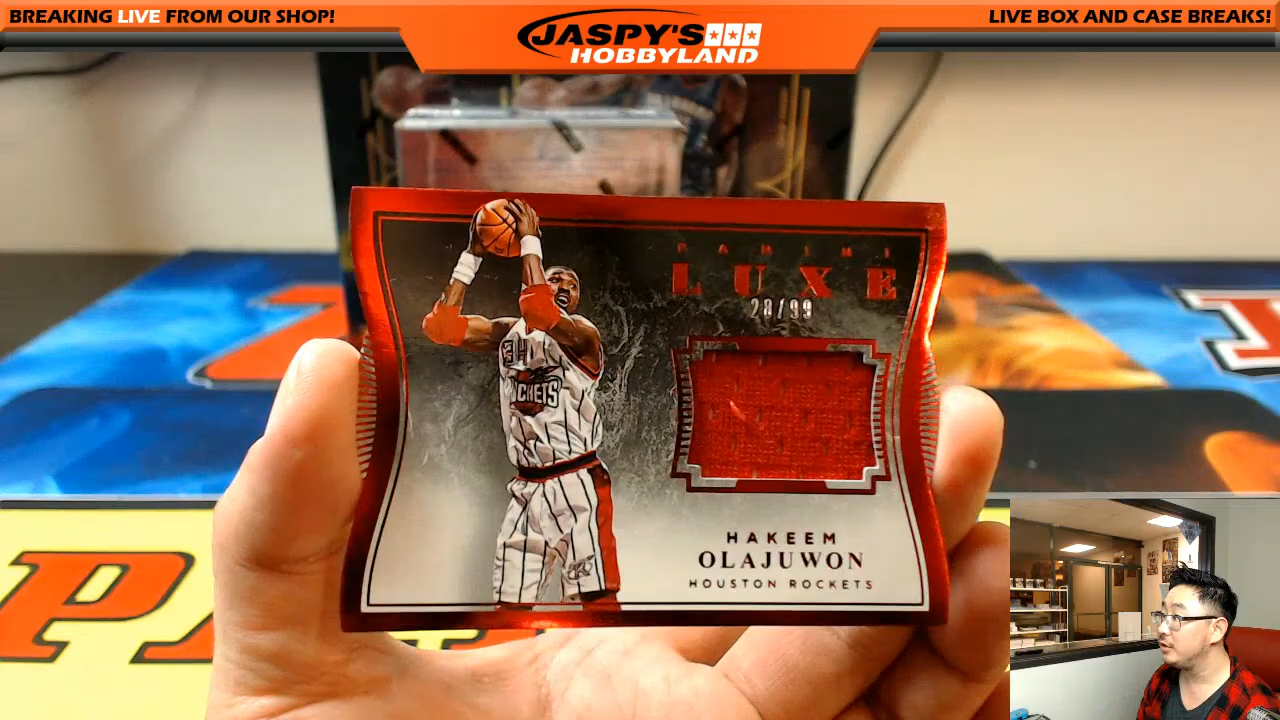 BREAKING LIVE FROM OUR SHOP!
JASPY'S
HOBBYLAND
LIVE BOX AND CASE BREAKS!
PANINI
LUXE
28/99
34
ROCKETS
HAKEEM
OLAJUWON
HOUSTON ROCKETS